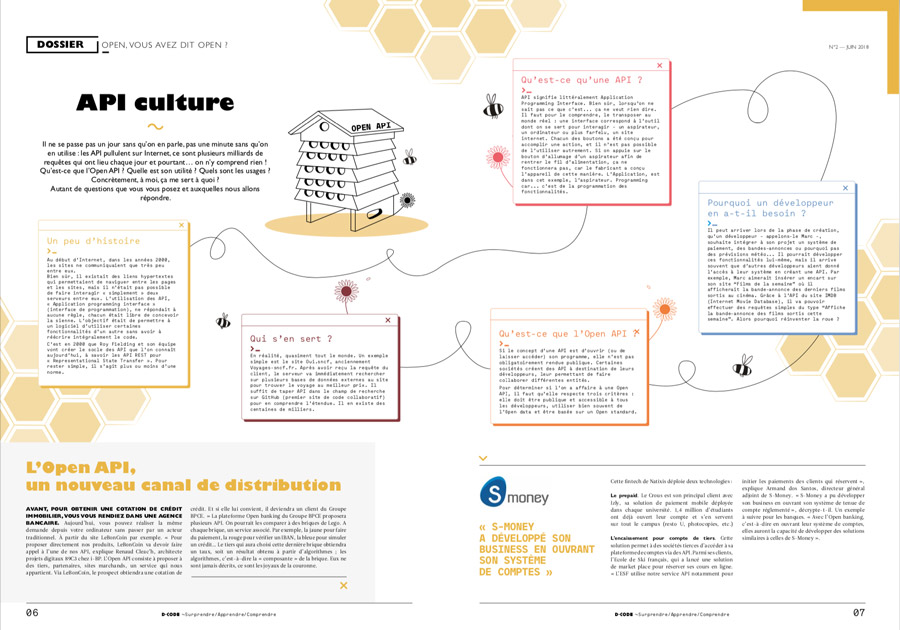 DOSSIER OPEN, VOUS AVEZ DIT OPEN ?
API culture
Il ne se passe pas un jour sans qu'on en parle, pas une minute sans qu'on
en utilise : les API pullulent sur Internet, ce sont plusieurs milliards de
requêtes qui ont lieu chaque jour et pourtant... on n'y comprend rien !
Qu'est-ce que l'Open API ? Quelle est son utilité ? Quels sont les usages ?
Concrètement, à moi, ça me sert à quoi ?
Autant de questions que vous vous posez et auxquelles nous allons
répondre.
OPEN API
Un peu d'histoire
Au début d'Internet, dans les années 2000,
les sites ne communiquaient que très peu
entre eux.
Bien sûr, il existait des liens hypertextes
qui permettaient de naviguer entre les pages
et les sites, mais il n'était pas possible
de faire interagir « simplement » deux
serveurs entre eux. L'utilisation des API,
« Application programming interface »
(interface de programmation), ne répondait à
aucune règle, chacun était libre de concevoir
la sienne. L'objectif était de permettre à
un logiciel d'utiliser certaines
fonctionnalités d'un autre sans avoir à
réécrire intégralement le code.
C'est en 2000 que Roy Fielding et son équipe
vont créer le socle des API que l'on connaît
aujourd'hui, à savoir les API REST pour
« Representational State Transfer ». Pour
rester simple, il s'agit plus ou moins d'une
norme.
Qui s'en sert ?
En réalité, quasiment tout le monde. Un exemple
simple est le site Oui.sncf, anciennement
Voyages-sncf.fr. Après avoir reçu la requête du
client, le serveur va immédiatement rechercher
sur plusieurs bases de données externes au site
pour trouver le voyage au meilleur prix. Il
suffit de taper API dans le champ de recherche
sur GitHub (premier site de code collaboratif)
pour en comprendre l'étendue. Il en existe des
centaines de milliers.
L'Open API,
un nouveau canal de distribution
AVANT, POUR OBTENIR UNE COTATION DE CRÉDIT
IMMOBILIER, VOUS VOUS RENDIEZ DANS UNE AGENCE
BANCAIRE. Aujourd'hui, vous pouvez réaliser la même
demande depuis votre ordinateur sans passer par un acteur
traditionnel. À partir du site LeBonCoin par exemple. « Pour
proposer directement nos produits, LeBonCoin va devoir faire
appel à l'une de nos API, explique Renaud Cluec'h, architecte
projets digitaux 89C3 chez i-BP. L'Open API consiste à proposer à
des tiers, partenaires, sites marchands, un service qui nous
appartient. Via LeBonCoin, le prospect obtiendra une cotation de
crédit. Et si elle lui convient, il deviendra un client du Groupe
BPCE. » La plateforme Open banking du Groupe BPCE proposera
plusieurs API. On pourrait les comparer à des briques de Lego. À
chaque brique, un service associé. Par exemple, la jaune pour faire
du paiement, la rouge pour vérifier un IBAN, la bleue pour simuler
un crédit... Le tiers qui aura choisi cette dernière brique obtiendra
un taux, soit un résultat obtenu à partir d'algorithmes ; les
algorithmes, c'est-à-dire la « composante » de la brique. Eux ne
sont jamais décrits, ce sont les joyaux de la couronne.
06 D-CODE – Surprendre/Apprendre/Comprendre
N°2 — JUIN 2018
Qu'est-ce qu'une API ?
API signifie littéralement Application
Programming Interface. Bien sûr, lorsqu'on ne
sait pas ce que c'est... ça ne veut rien dire.
Il faut pour le comprendre, le transposer au
monde réel : une interface correspond à l'outil
dont on se sert pour interagir - un aspirateur,
un ordinateur ou plus farfelu, un site
internet. Chacun des boutons a été conçu pour
accomplir une action, et il n'est pas possible
de l'utiliser autrement. Si on appuie sur le
bouton d'allumage d'un aspirateur afin de
rentrer le fil d'alimentation, ça ne
fonctionnera pas, car le fabricant a conçu
l'appareil de cette manière. L'Application, est
dans cet exemple, l'aspirateur. Programming
car... c'est de la programmation des
fonctionnalités.
Pourquoi un développeur
en a-t-il besoin ?
Il peut arriver lors de la phase de création,
qu'un développeur - appelons-le Marc -,
souhaite intégrer à son projet un système de
paiement, des bandes-annonces ou pourquoi pas
des prévisions météo... Il pourrait développer
ces fonctionnalités lui-même, mais il arrive
souvent que d'autres développeurs aient donné
l'accès à leur système en créant une API. Par
exemple, Marc aimerait insérer un encart sur
son site "films de la semaine" où il
afficherait la bande-annonce des derniers films
sortis au cinéma. Grâce à l'API du site IMDB
(Internet Movie Database), il va pouvoir
effectuer des requêtes simples du type "Affiche
la bande-annonce des films sortis cette
semaine". Alors pourquoi réinventer la roue ?
Qu'est-ce que l'Open API ?
Si le concept d'une API est d'ouvrir (ou de
laisser accéder) son programme, elle n'est pas
obligatoirement rendue publique. Certaines
sociétés créent des API à destination de leurs
développeurs, leur permettant de faire
collaborer différentes entités.
Pour déterminer si l'on a affaire à une Open
API, il faut qu'elle respecte trois critères :
elle doit être publique et accessible à tous
les développeurs, utiliser bien souvent de
l'Open data et être basée sur un Open standard.
S money
« S-MONEY
A DÉVELOPPÉ SON
BUSINESS EN OUVRANT
SON SYSTÈME
DE COMPTES »
Cette fintech de Natixis déploie deux technologies :
Le prepaid. Le Crous est son principal client avec
Izly, sa solution de paiement mobile déployée
dans chaque université. 1,4 million d'étudiants
ont déjà ouvert leur compte et s'en servent
sur tout le campus (resto U, photocopies, etc.)
L'encaissement pour compte de tiers. Cette
solution permet à des sociétés tierces d'accéder à sa
plateforme de comptes via des API. Parmi ses clients,
l'École de Ski français, qui a lancé une solution
de market place pour réserver ses cours en ligne.
« L'ESF utilise notre service API notamment pour
initier les paiements des clients qui réservent »,
explique Armand dos Santos, directeur général
adjoint de S-Money. « S-Money a pu développer
son business en ouvrant son système de tenue de
compte réglementé », décrypte-t-il. Un exemple
à suivre pour les banques. « Avec l'Open banking,
c'est-à-dire en ouvrant leur système de comptes,
elles auront la capacité de développer des solutions
similaires à celles de S-Money ».
D-CODE – Surprendre/Apprendre/Comprendre 07